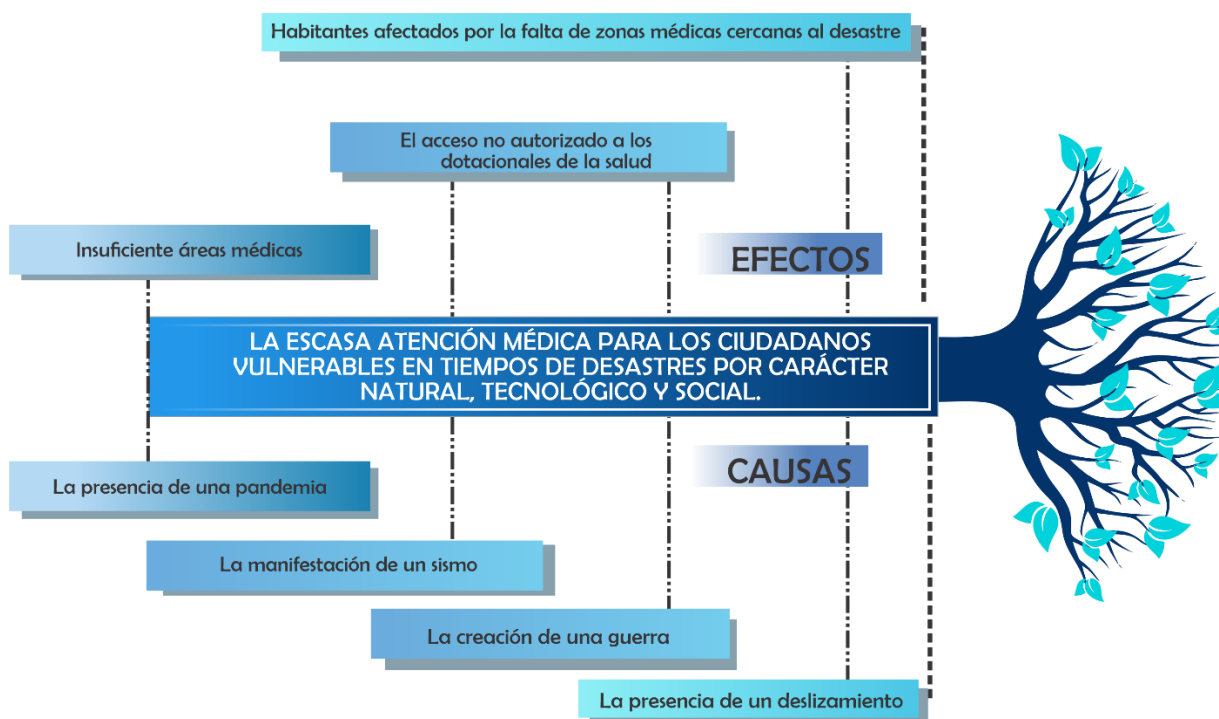 Habitantes afectados por la falta de zonas médicas cercanas al desastre
El acceso no autorizado a los
dotacionales de la salud
Insuficiente áreas médicas
EFECTOS
LA ESCASA ATENCIÓN MÉDICA PARA LOS CIUDADANOS
VULNERABLES EN TIEMPOS DE DESASTRES POR CARÁCTER
NATURAL, TECNOLÓGICO Y SOCIAL.
CAUSAS
La presencia de una pandemia
La manifestación de un sismo
La creación de una guerra
La presencia de un deslizamiento